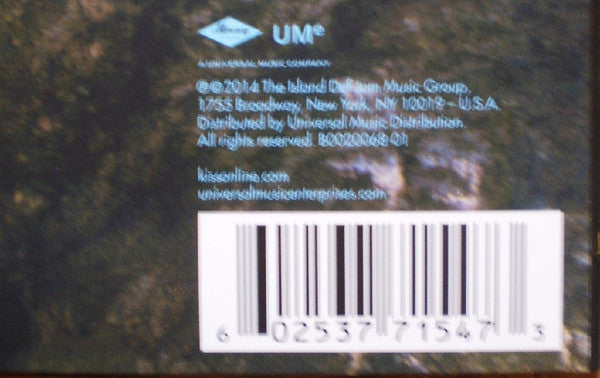 Mercury UMe
A UNIVERSAL MUSIC COMPANY
℗©2014 The Island Def Jam Music Group.
1755 Broadway, New York, NY 10019 – U.S.A.
Distributed by Universal Music Distribution.
All rights reserved. B0020068-01
kissonline.com
universalmusicenterprises.com
6 02537 71547 3